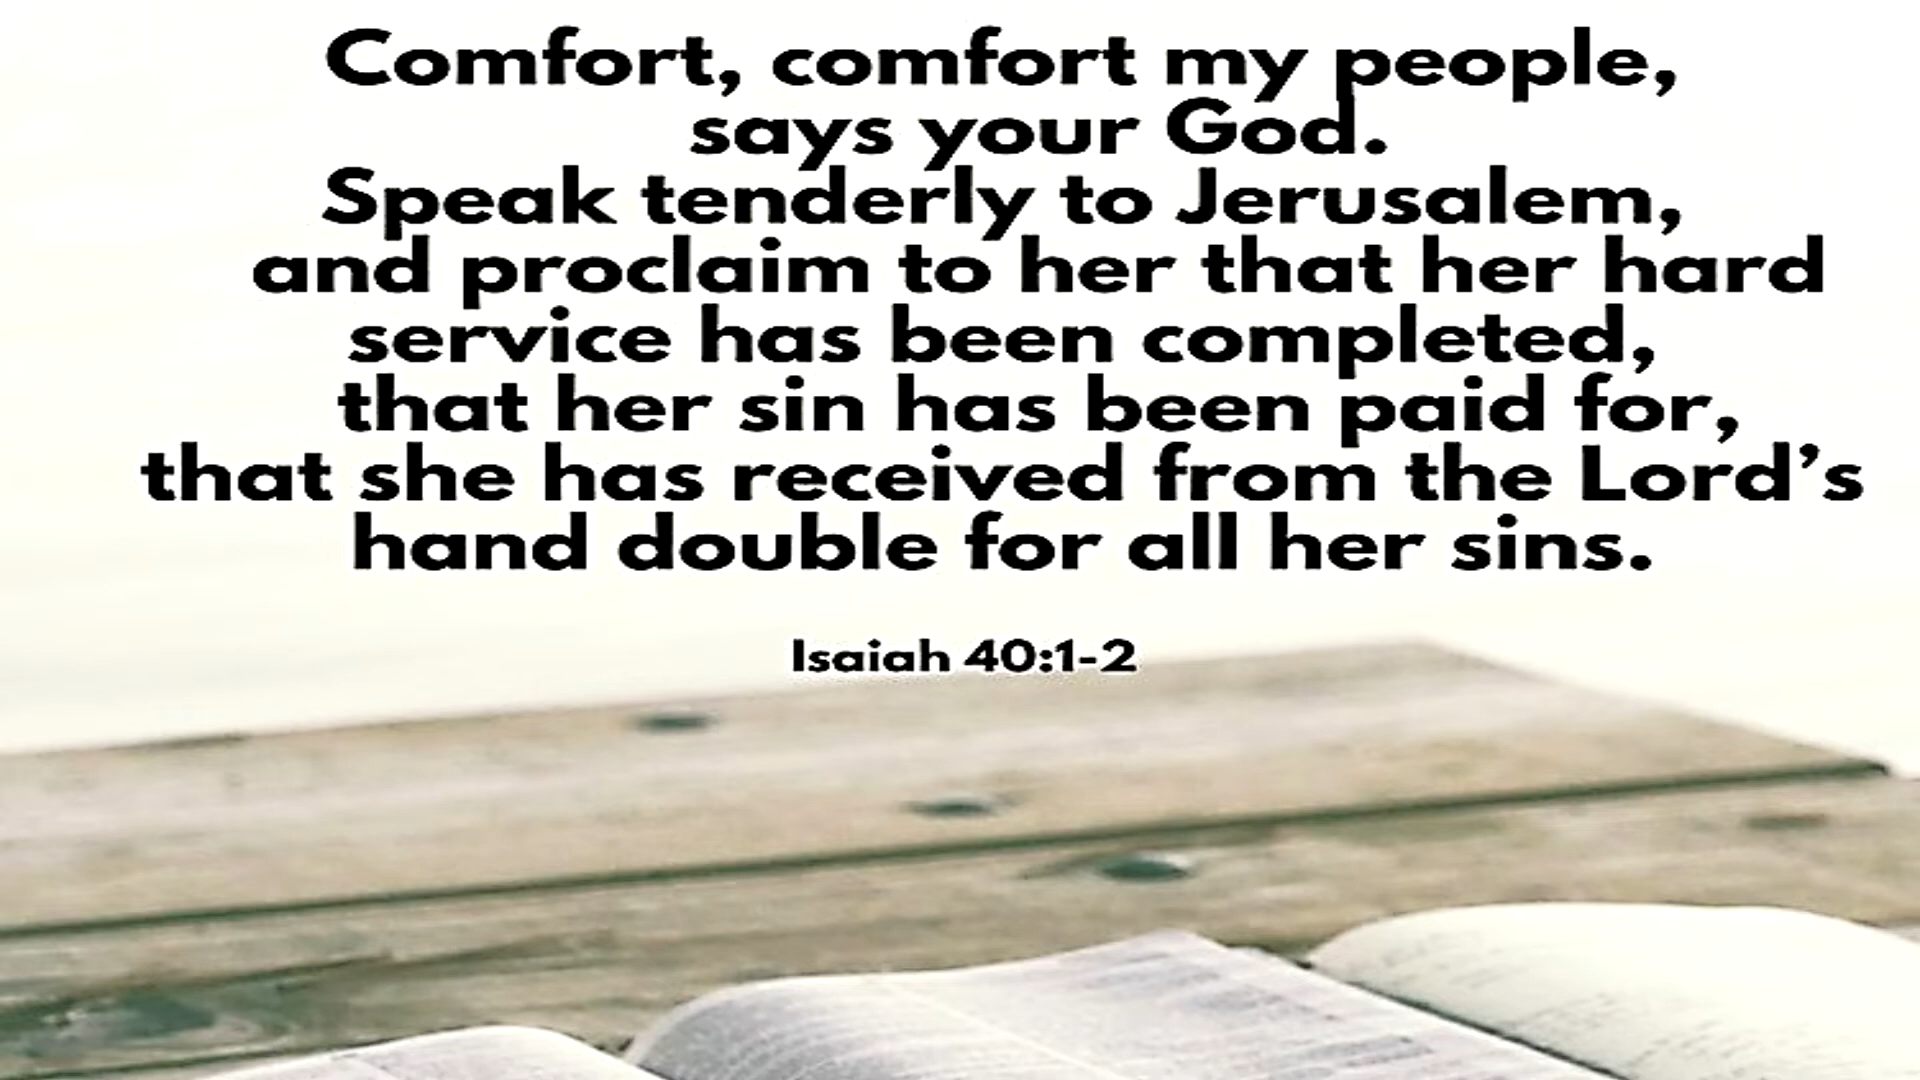 Comfort, comfort my people,
says your God.
Speak tenderly to Jerusalem,
and proclaim to her that her hard
service has been completed,
that her sin has been paid for,
that she has received from the Lord’s
hand double for all her sins.
Isaiah 40:1-2